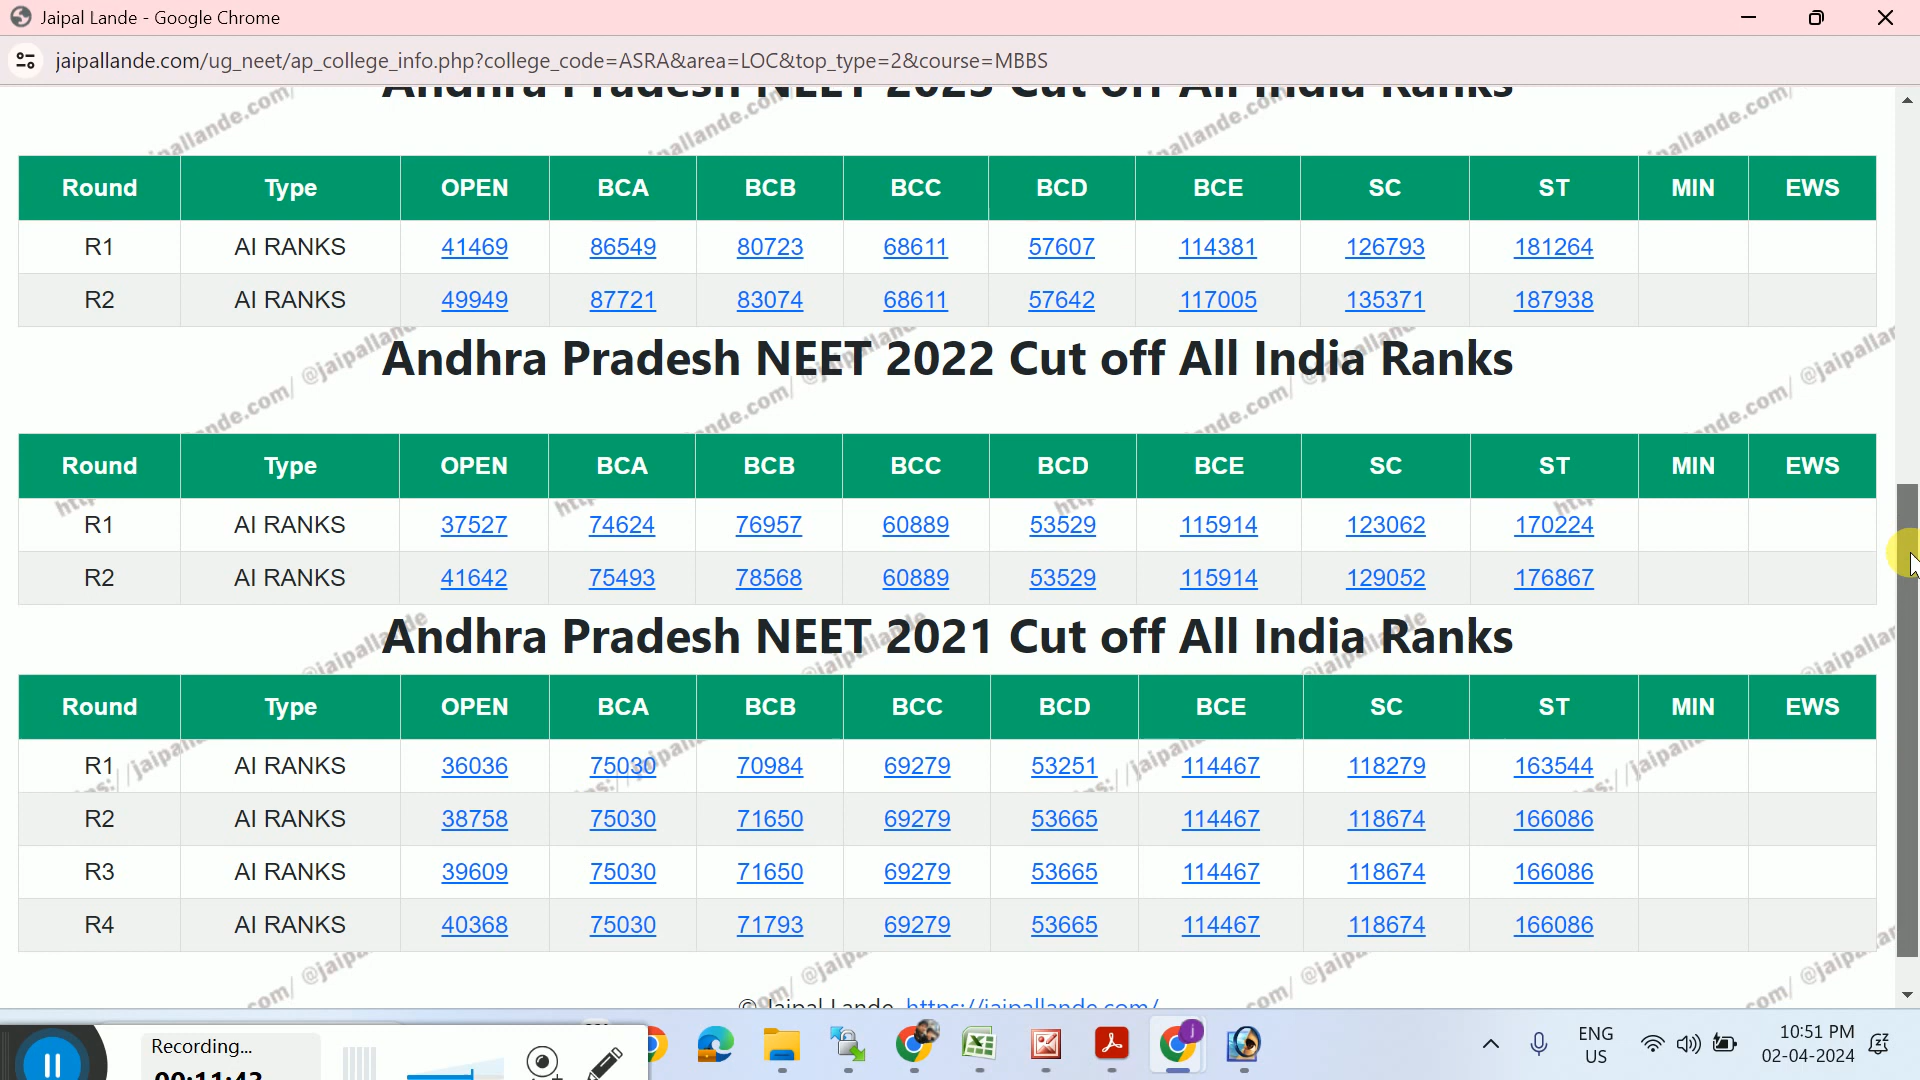 Jaipal Lande - Google Chrome
jaipallande.com/ug_neet/ap_college_info.php?college_code=ASRA&area=LOC&top_type=2&course=MBBS
Andhra Pradesh NEET 2023 Cut off All India Ranks
Round Type OPEN BCA BCB BCC BCD BCE SC ST MIN EWS
R1 AI RANKS 41469 86549 80723 68611 57607 114381 126793 181264
R2 AI RANKS 49949 87721 83074 68611 57642 117005 135371 187938
Andhra Pradesh NEET 2022 Cut off All India Ranks
Round Type OPEN BCA BCB BCC BCD BCE SC ST MIN EWS
R1 AI RANKS 37527 74624 76957 60889 53529 115914 123062 170224
R2 AI RANKS 41642 75493 78568 60889 53529 115914 129052 176867
Andhra Pradesh NEET 2021 Cut off All India Ranks
Round Type OPEN BCA BCB BCC BCD BCE SC ST MIN EWS
R1 AI RANKS 36036 75030 70984 69279 53251 114467 118279 163544
R2 AI RANKS 38758 75030 71650 69279 53665 114467 118674 166086
R3 AI RANKS 39609 75030 71650 69279 53665 114467 118674 166086
R4 AI RANKS 40368 75030 71793 69279 53665 114467 118674 166086
© Jaipal Lande https://jaipallande.com/
Recording...
00:11:43
ENG
US
10:51 PM
02-04-2024